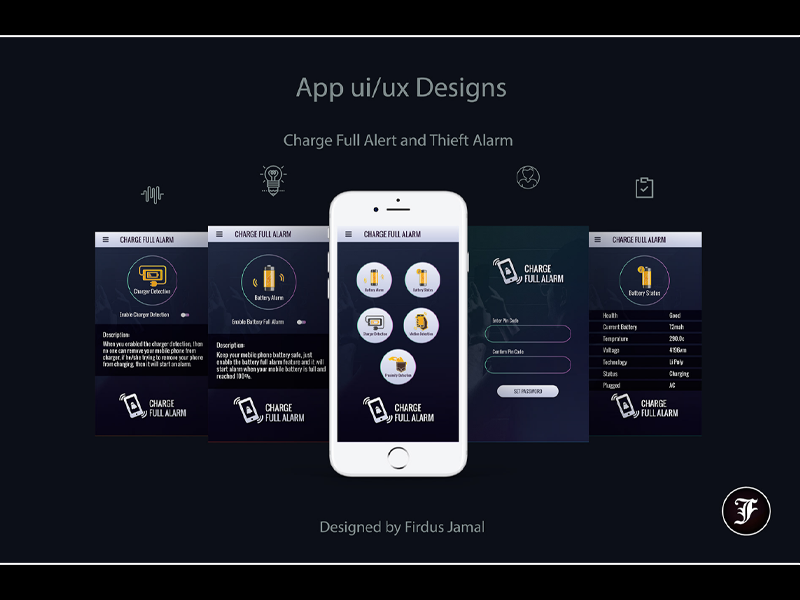 App ui/ux Designs
Charge Full Alert and Thieft Alarm
CHARGE FULL ALARM
Charger Detection
Enable Charger Detection
Description:
When you enabled the charger detection, then
no one can remove your mobile phone from
charger, if he/she trying to remove your phone
from charging, then it will start an alarm.
CHARGE
FULL ALARM
CHARGE FULL ALARM
Battery Alarm
Enable Battery Full Alarm
Description:
Keep your mobile phone battery safe, just
enable the battery full alarm feature and it will
start alarm when your mobile battery is full and
reached 100%.
CHARGE
FULL ALARM
CHARGE FULL ALARM
Battery Alarm
Battery Status
Charger Detection
Motion Detection
Proximity Detection
CHARGE
FULL ALARM
CHARGE
FULL ALARM
Enter Pin Code
Confirm Pin Code
SET PASSWORD
CHARGE FULL ALARM
Battery Status
Health Good
Current Battery 72mah
Temprature 290.0c
Voltage 4196mv
Technology Li Poly
Status Charging
Plugged AC
CHARGE
FULL ALARM
Designed by Firdus Jamal
F